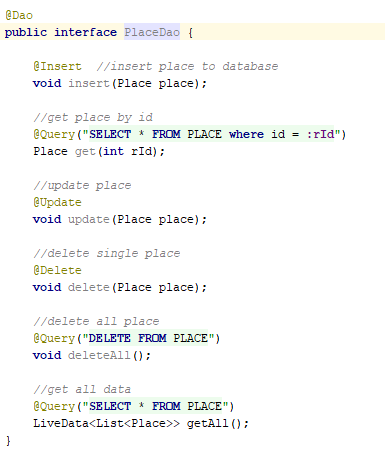 @Dao
public interface PlaceDao {
@Insert  //insert place to database
void insert(Place place);
//get place by id
@Query("SELECT * FROM PLACE where id = :rId")
Place get(int rId);
//update place
@Update
void update(Place place);
//delete single place
@Delete
void delete(Place place);
//delete all place
@Query("DELETE FROM PLACE")
void deleteAll();
//get all data
@Query("SELECT * FROM PLACE")
LiveData<List<Place>> getAll();
}